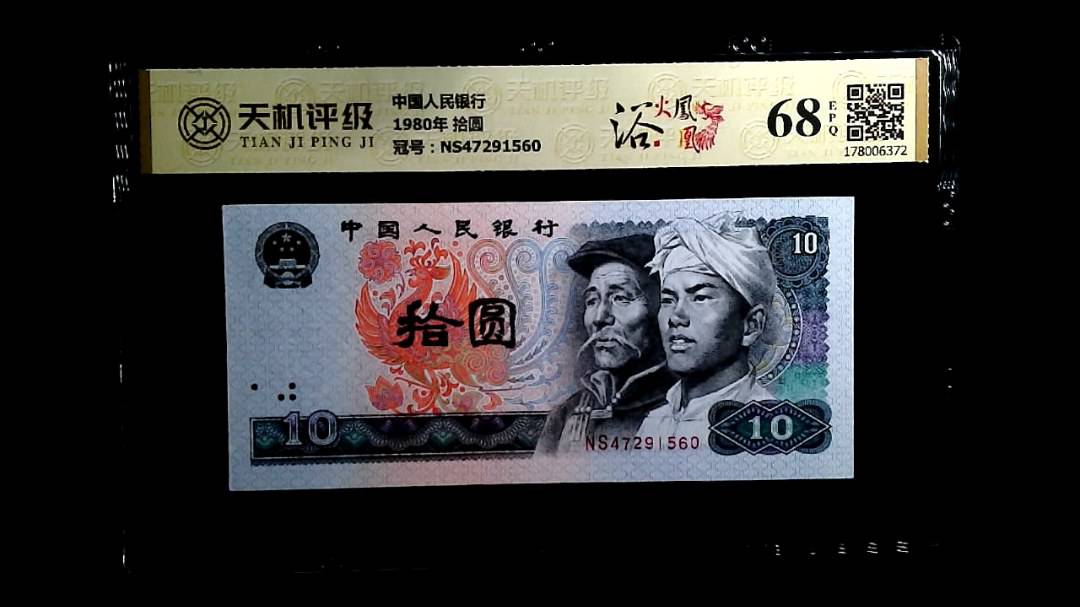 天机评级
TIAN JI PING JI
中国人民银行
1980年 拾圆
冠号：NS47291560
浴火鳳凰
68
EPQ
178006372
中国人民银行
10
拾圆
10
NS47291560
10